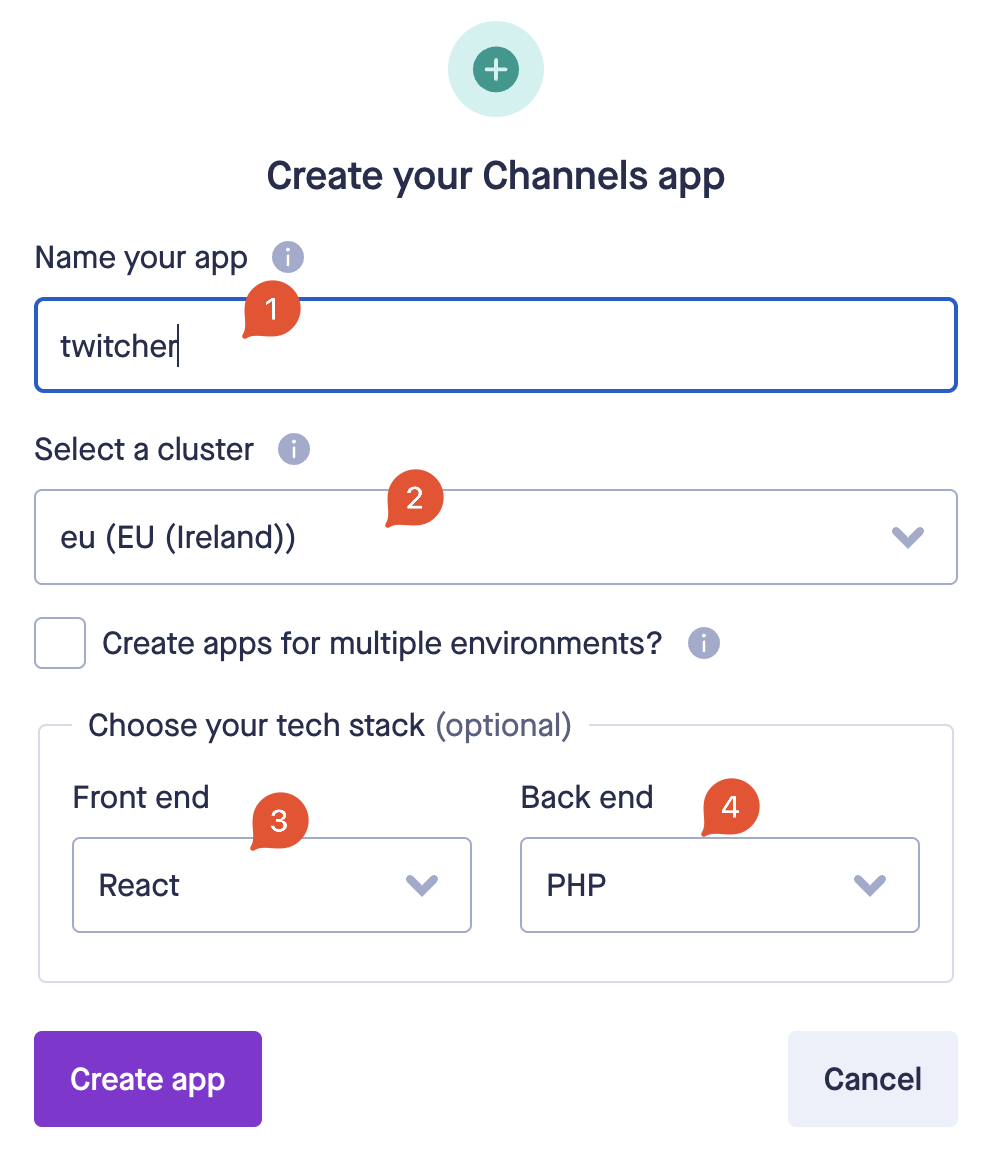 Create your Channels app
Name your app
1
twitcher
Select a cluster
2
eu (EU (Ireland))
Create apps for multiple environments?
Choose your tech stack (optional)
Front end
3
Back end
4
React
PHP
Create app
Cancel